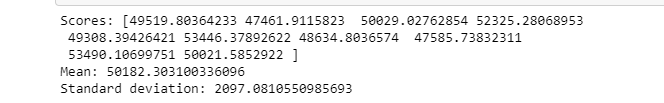 Scores: [49519.80364233 47461.9115823  50029.02762854 52325.28068953
 49308.39426421 53446.37892622 48634.8036574  47585.73832311
 53490.10699751 50021.5852922 ]
Mean: 50182.303100336096
Standard deviation: 2097.0810550985693